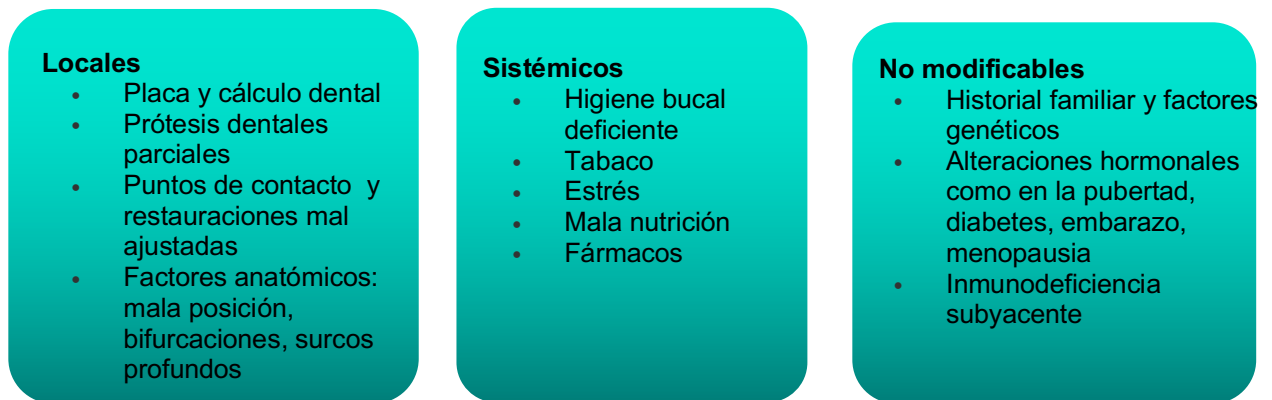 Locales
• Placa y cálculo dental
• Prótesis dentales
parciales
• Puntos de contacto y
restauraciones mal
ajustadas
• Factores anatómicos:
mala posición,
bifurcaciones, surcos
profundos
Sistémicos
• Higiene bucal
deficiente
• Tabaco
• Estrés
• Mala nutrición
• Fármacos
No modificables
• Historial familiar y factores
genéticos
• Alteraciones hormonales
como en la pubertad,
diabetes, embarazo,
menopausia
• Inmunodeficiencia
subyacente